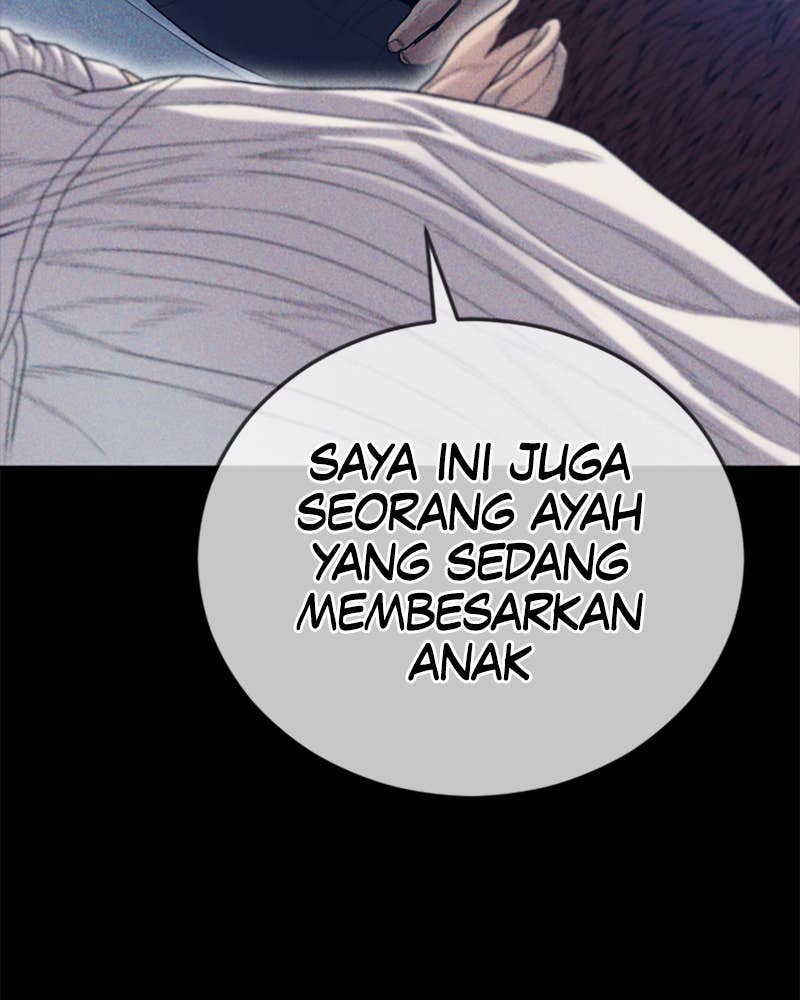 SAYA INI JUGA
SEORANG AYAH
YANG SEDANG
MEMBESARKAN
ANAK